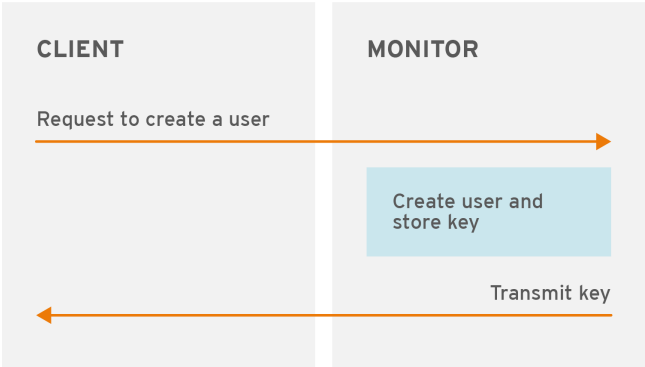 CLIENT
MONITOR
Request to create a user
Create user and
store key
Transmit key